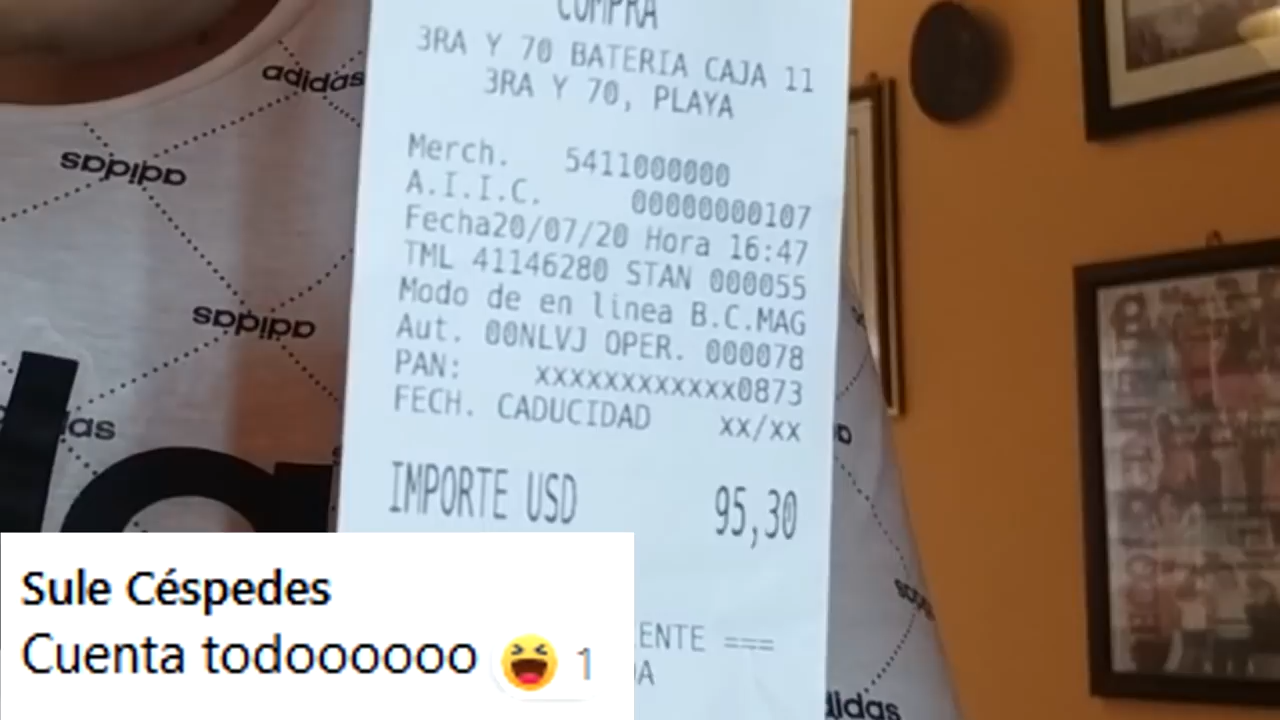 COMPRA
3RA Y 70 BATERIA CAJA 11
3RA Y 70, PLAYA
Merch. 5411000000
A.I.I.C. 00000000107
Fecha20/07/20 Hora 16:47
TML 41146280 STAN 000055
Modo de en linea B.C.MAG
Aut. 00NLVJ OPER. 000078
PAN: xxxxxxxxxxxx0873
FECH. CADUCIDAD xx/xx
IMPORTE USD 95,30
ENTE ===
adidas
adidas
adidas
das
adidas
Sule Céspedes
Cuenta todoooooo 😆 1